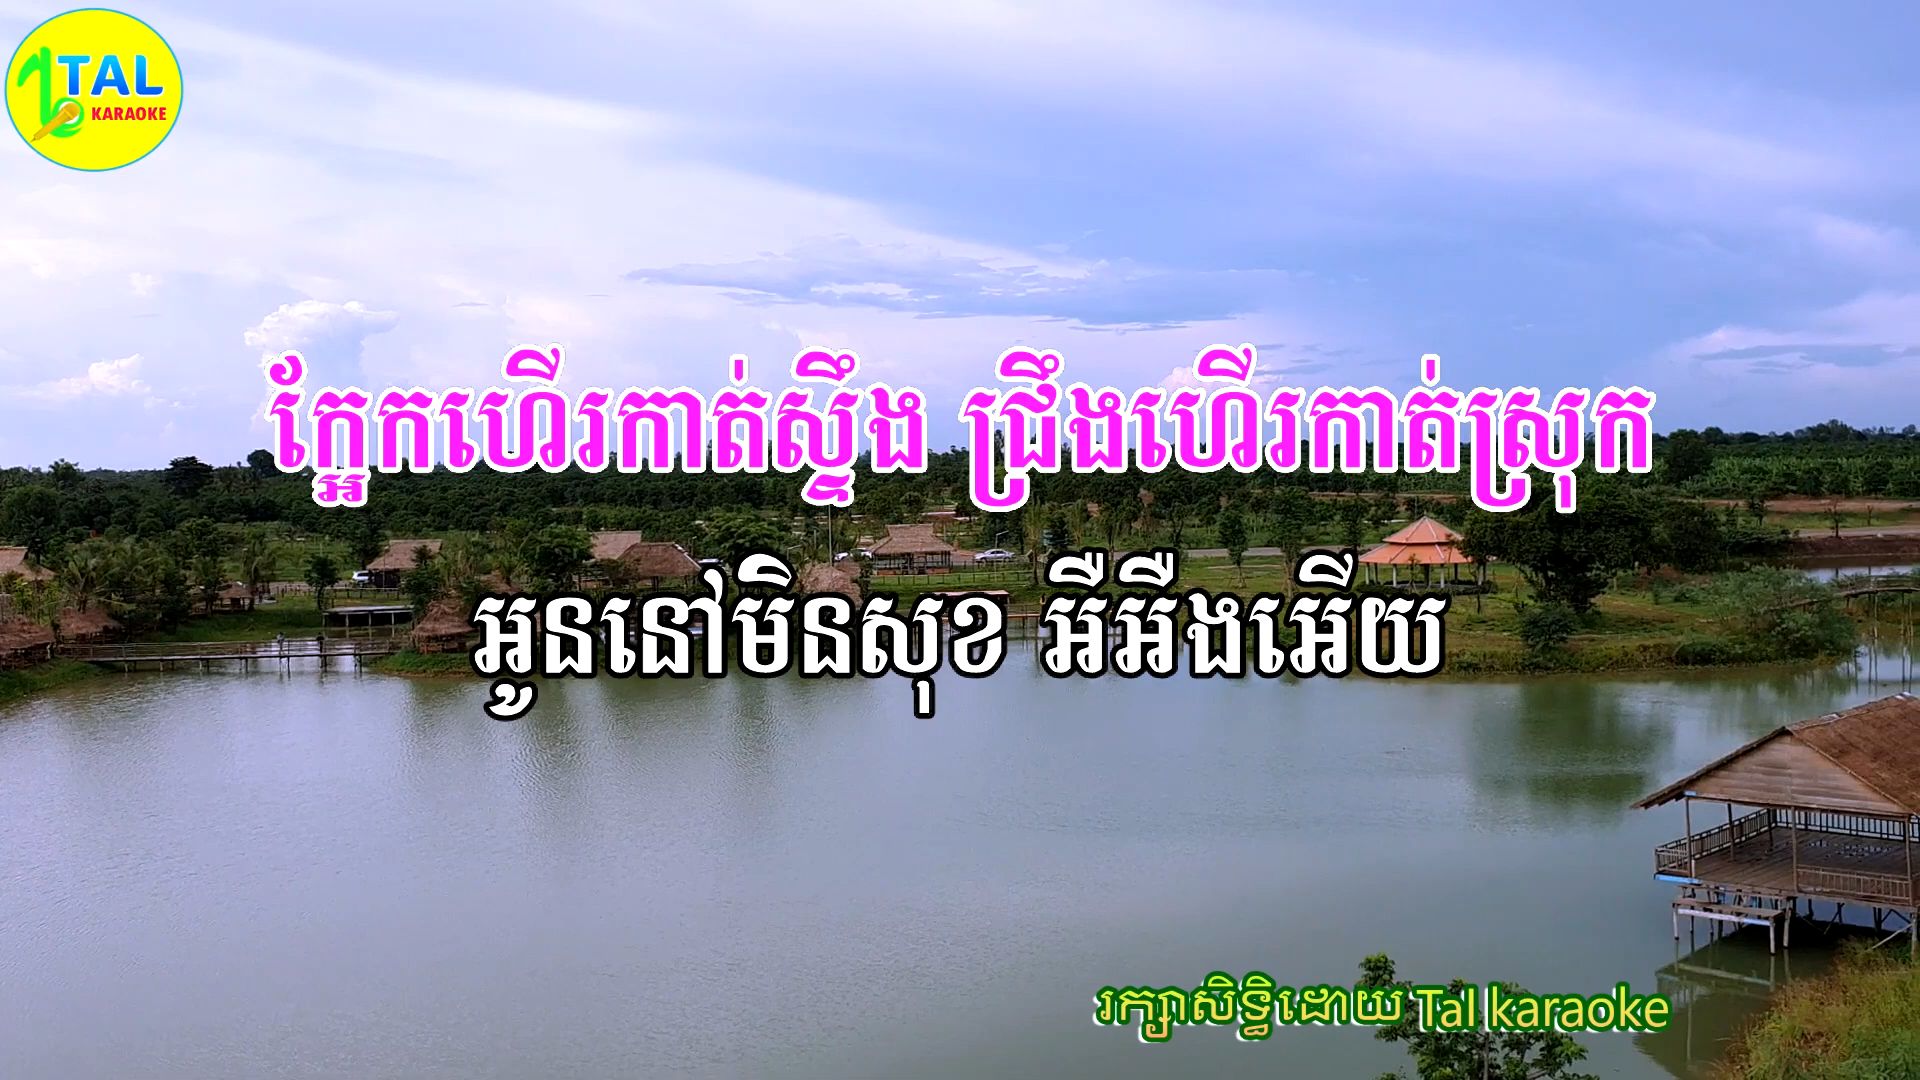 TAL
KARAOKE
ក្អែកហើរកាត់ស្ទឹង ជ្រឹងហើរកាត់ស្រុក
អូននៅមិនសុខ អឺអឺងអើយ
រក្សាសិទ្ធិដោយ Tal karaoke